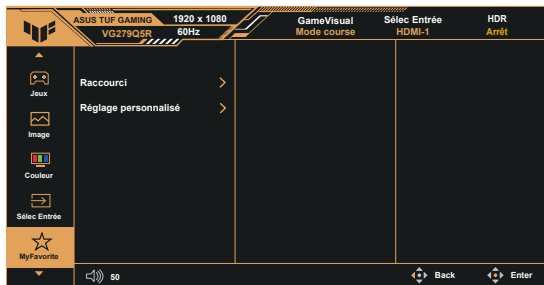 ASUS TUF GAMING
VG279Q5R
1920 x 1080
60Hz
GameVisual
Mode course
Sélec Entrée
HDMI-1
HDR
Arrêt
Jeux
Image
Couleur
Sélec Entrée
MyFavorite
Raccourci
Réglage personnalisé
50
Back
Enter